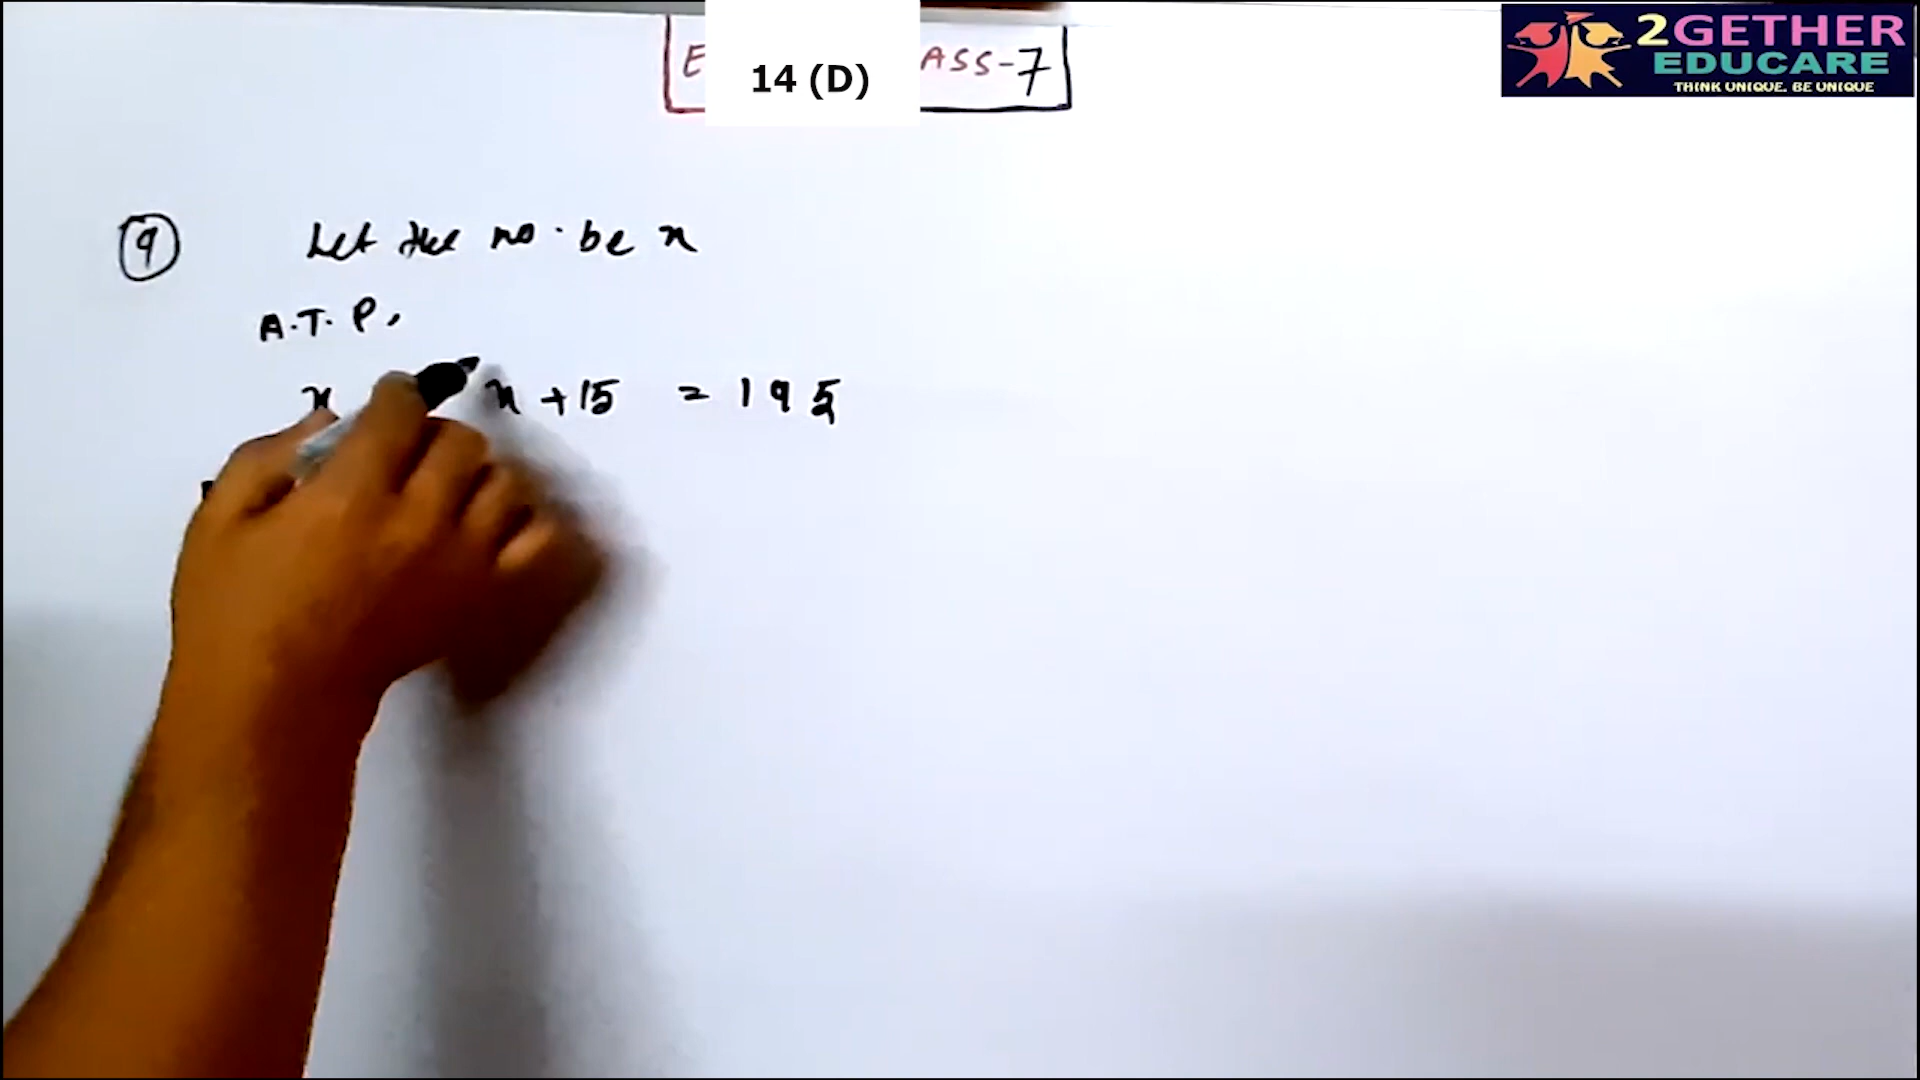 14 (D)
E ASS-7
2GETHER
EDUCARE
THINK UNIQUE. BE UNIQUE
9 Let the no. be x
A.T.P,
x x + 15 = 195